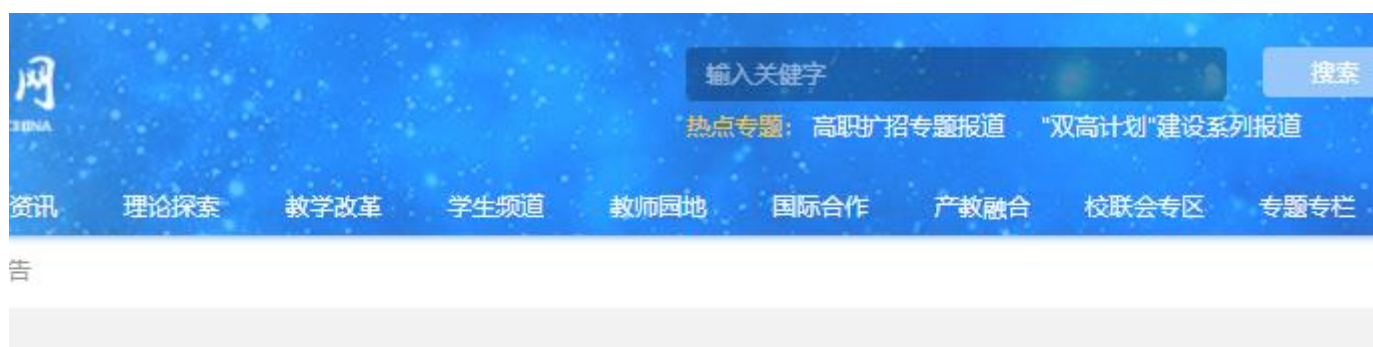 网
CHINA
输入关健字
搜索
热点专题： 高职扩招专题报道 "双高计划"建设系列报道
资讯 理论探索 教学改革 学生频道 教师园地 国际合作 产教融合 校联会专区 专题专栏
告